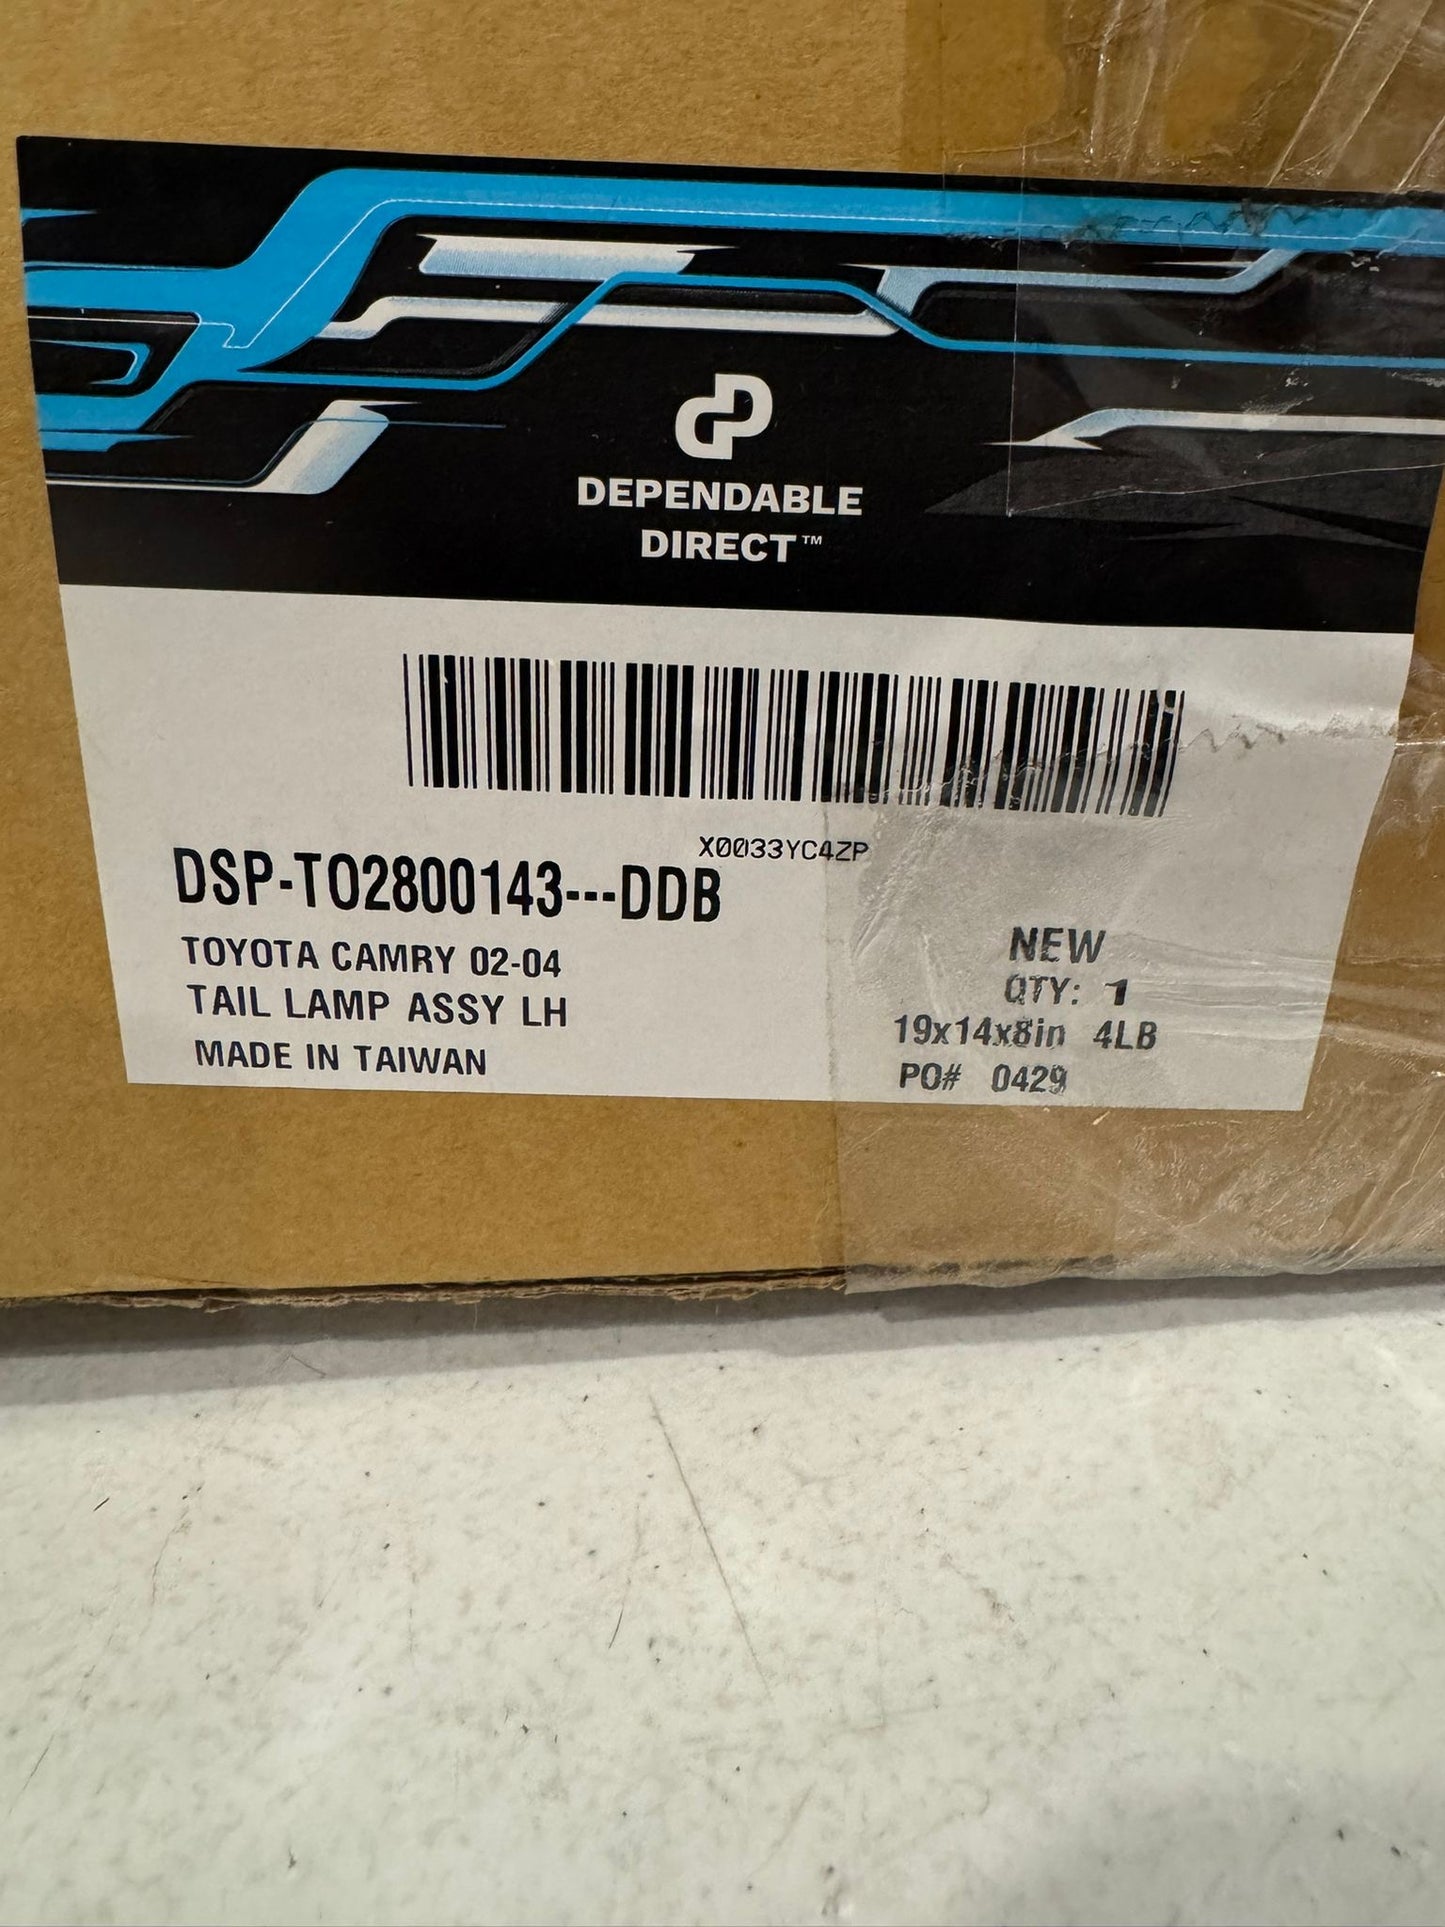 DEPENDABLE
DIRECT™
X0033YC4ZP
DSP-TO2800143---DDB
TOYOTA CAMRY 02-04
TAIL LAMP ASSY LH
MADE IN TAIWAN
NEW
QTY: 1
19x14x8in 4LB
PO# 0429